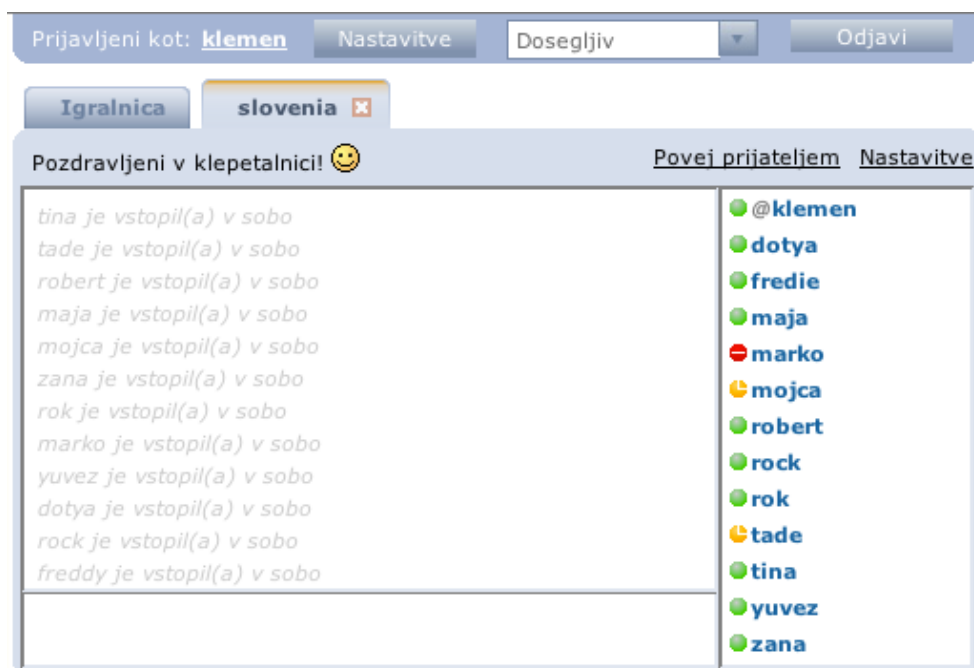 Prijavljeni kot: klemen Nastavitve Dosegljiv Odjavi
Igralnica slovenia
Pozdravljeni v klepetalnici! Povej prijateljem Nastavitve
tina je vstopil(a) v sobo
tade je vstopil(a) v sobo
robert je vstopil(a) v sobo
maja je vstopil(a) v sobo
mojca je vstopil(a) v sobo
zana je vstopil(a) v sobo
rok je vstopil(a) v sobo
marko je vstopil(a) v sobo
yuvez je vstopil(a) v sobo
dotya je vstopil(a) v sobo
rock je vstopil(a) v sobo
freddy je vstopil(a) v sobo
@klemen
dotya
fredie
maja
marko
mojca
robert
rock
rok
tade
tina
yuvez
zana